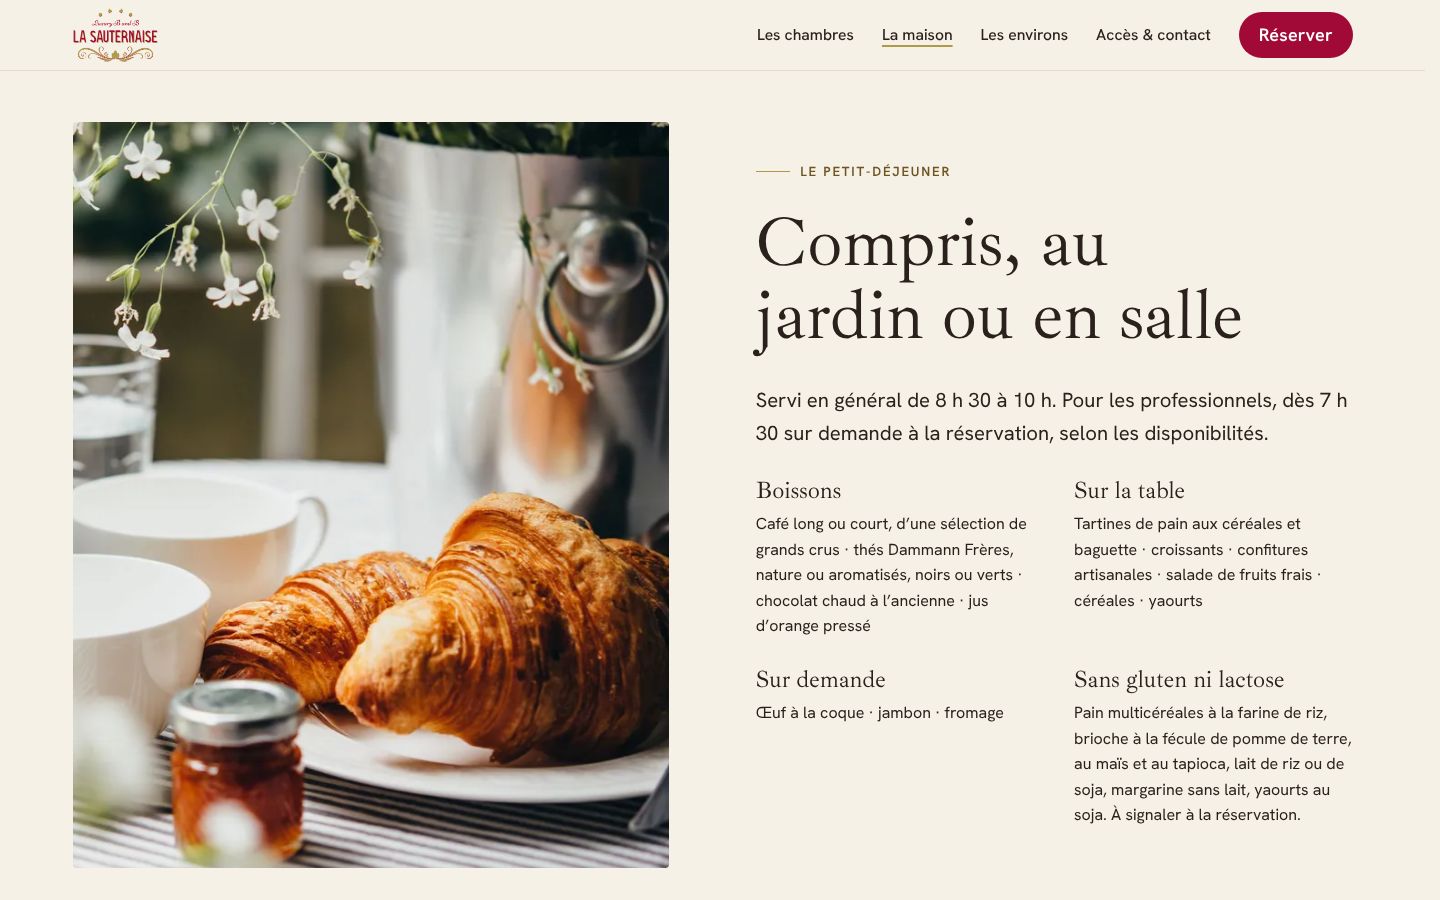 Luxury B and B
LA SAUTERNAISE
Les chambres
La maison
Les environs
Accès & contact
Réserver
LE PETIT-DÉJEUNER
Compris, au
jardin ou en salle
Servi en général de 8 h 30 à 10 h. Pour les professionnels, dès 7 h
30 sur demande à la réservation, selon les disponibilités.
Boissons
Café long ou court, d’une sélection de
grands crus · thés Dammann Frères,
nature ou aromatisés, noirs ou verts ·
chocolat chaud à l’ancienne · jus
d’orange pressé
Sur la table
Tartines de pain aux céréales et
baguette · croissants · confitures
artisanales · salade de fruits frais ·
céréales · yaourts
Sur demande
Œuf à la coque · jambon · fromage
Sans gluten ni lactose
Pain multicéréales à la farine de riz,
brioche à la fécule de pomme de terre,
au maïs et au tapioca, lait de riz ou de
soja, margarine sans lait, yaourts au
soja. À signaler à la réservation.